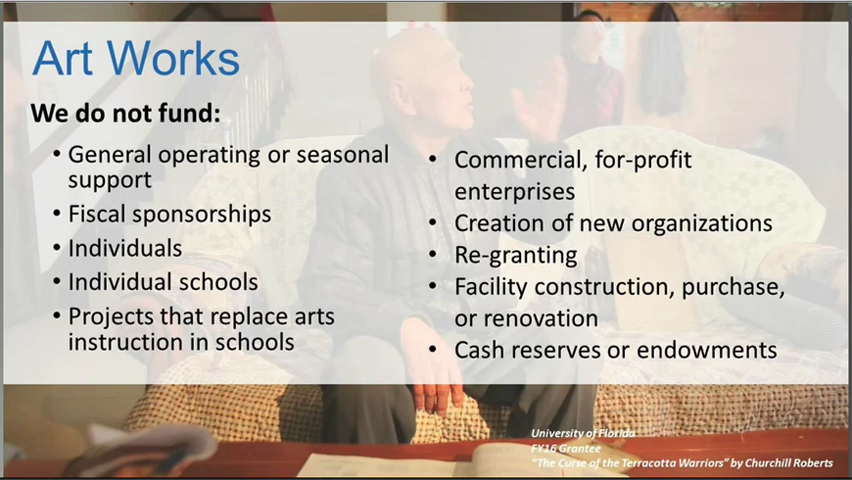 Art Works
We do not fund:
• General operating or seasonal
support
• Fiscal sponsorships
• Individuals
• Individual schools
• Projects that replace arts
instruction in schools
• Commercial, for-profit
enterprises
• Creation of new organizations
• Re-granting
• Facility construction, purchase,
or renovation
• Cash reserves or endowments
University of Florida
FY16 Grantee
"The Curse of the Terracotta Warriors" by Churchill Roberts